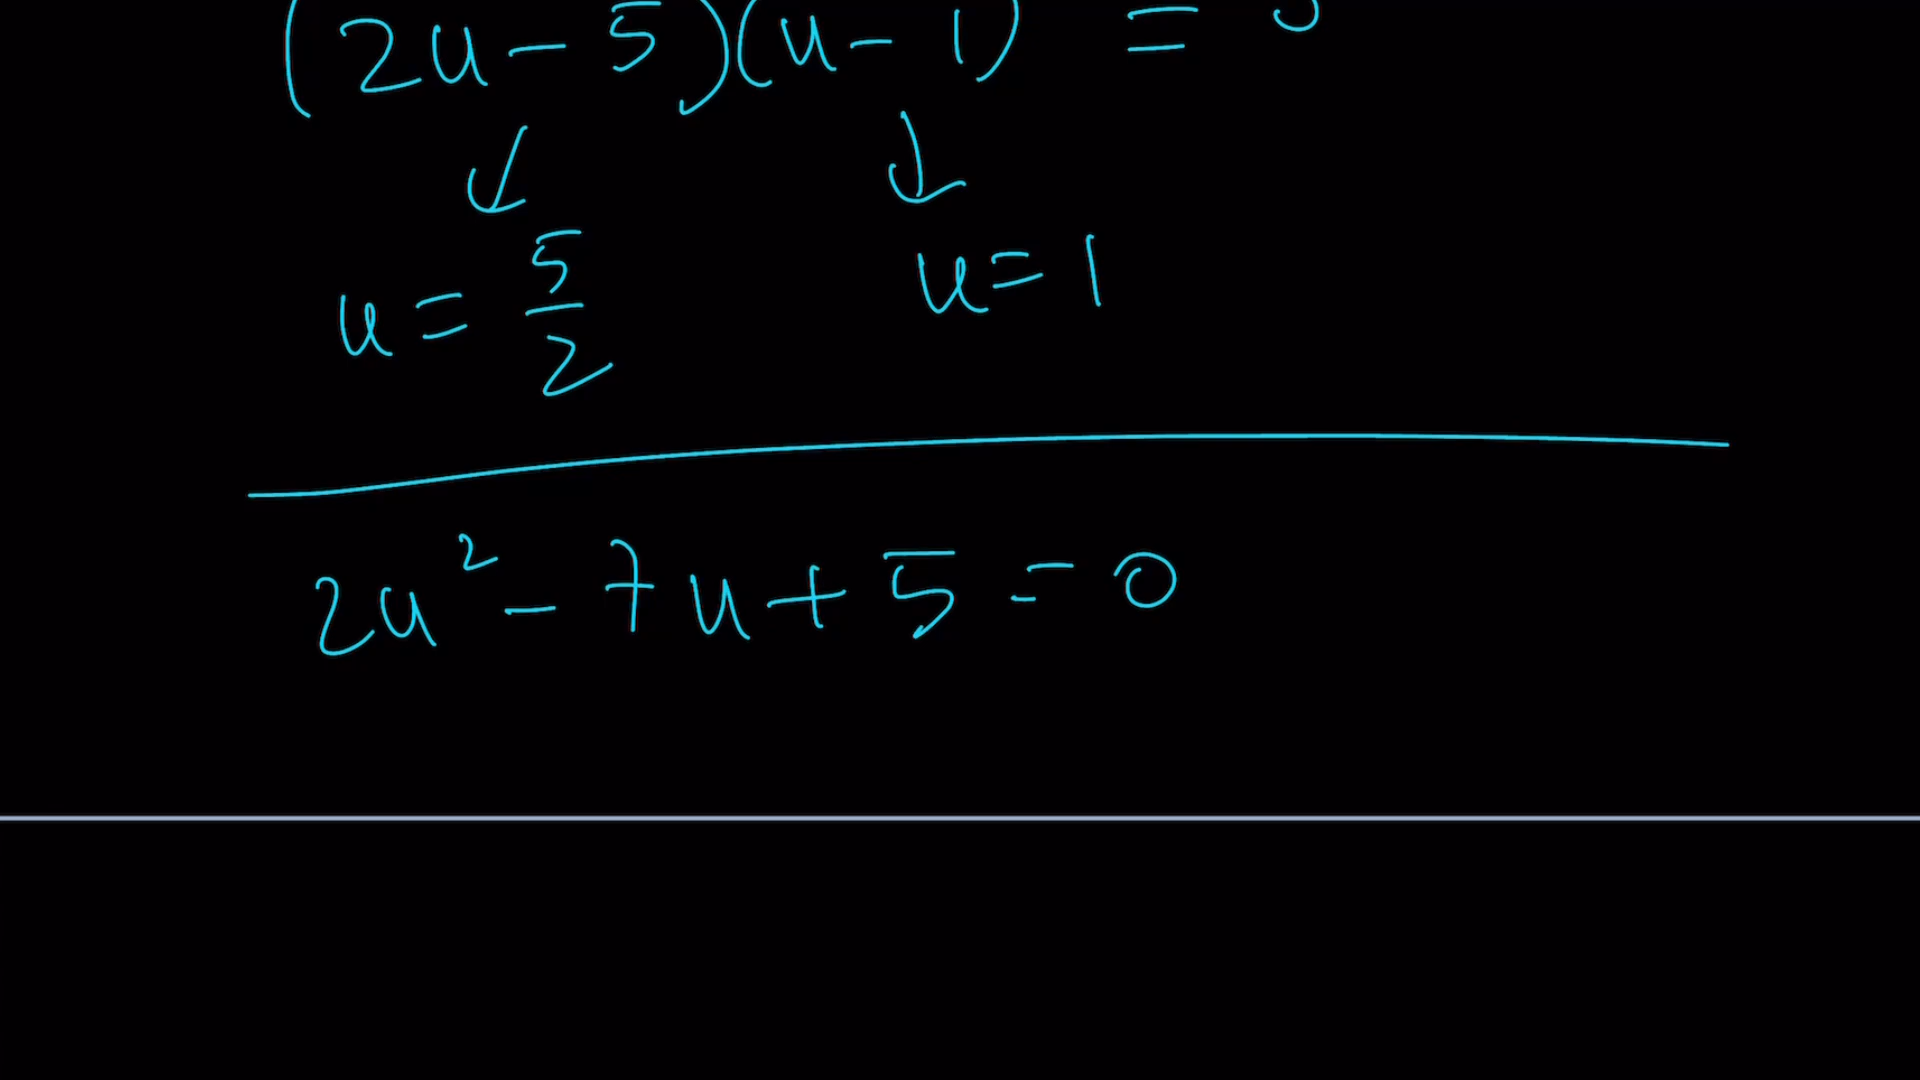 (2u - 5)(u - 1) = 0
u = 5/2 u = 1
2u² - 7u + 5 = 0